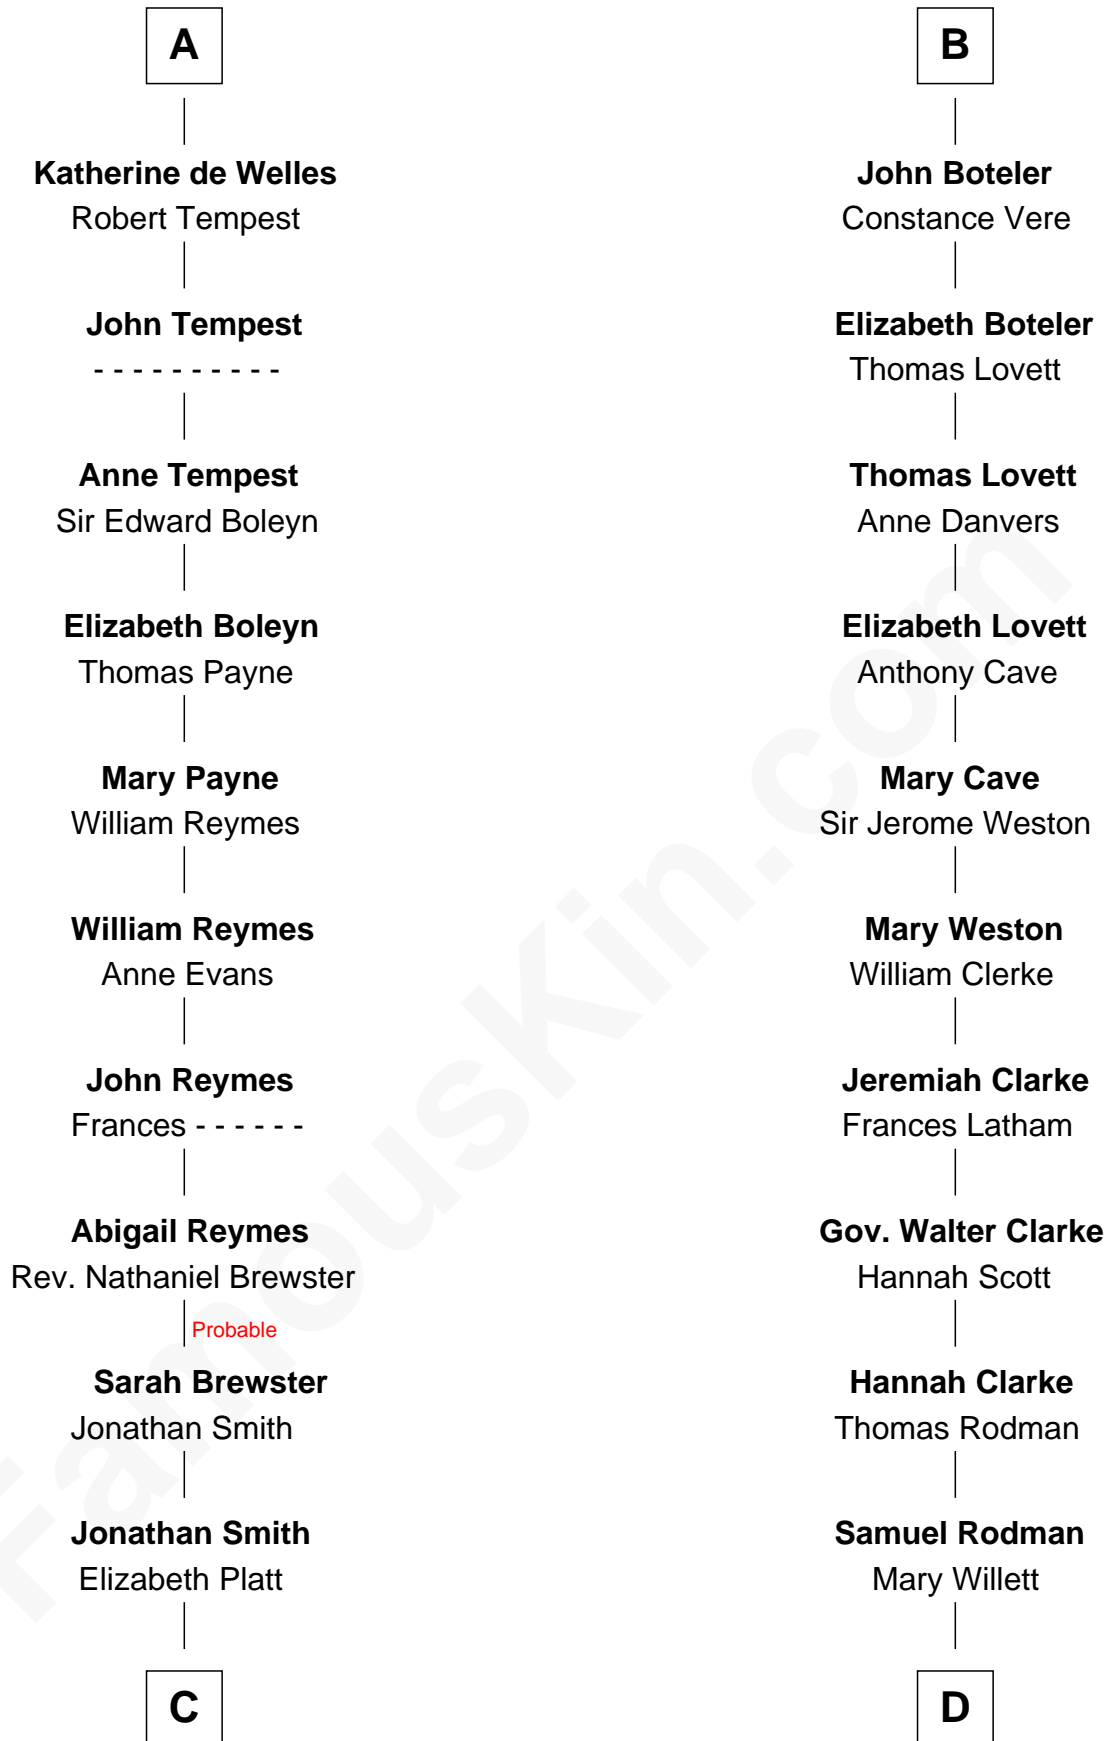 A
Katherine de Welles
Robert Tempest
John Tempest
- - - - - - - - - -
Anne Tempest
Sir Edward Boleyn
Elizabeth Boleyn
Thomas Payne
Mary Payne
William Reymes
William Reymes
Anne Evans
John Reymes
Frances - - - - - -
Abigail Reymes
Rev. Nathaniel Brewster
Probable
Sarah Brewster
Jonathan Smith
Jonathan Smith
Elizabeth Platt
C
B
John Boteler
Constance Vere
Elizabeth Boteler
Thomas Lovett
Thomas Lovett
Anne Danvers
Elizabeth Lovett
Anthony Cave
Mary Cave
Sir Jerome Weston
Mary Weston
William Clerke
Jeremiah Clarke
Frances Latham
Gov. Walter Clarke
Hannah Scott
Hannah Clarke
Thomas Rodman
Samuel Rodman
Mary Willett
D
FamousKin.com